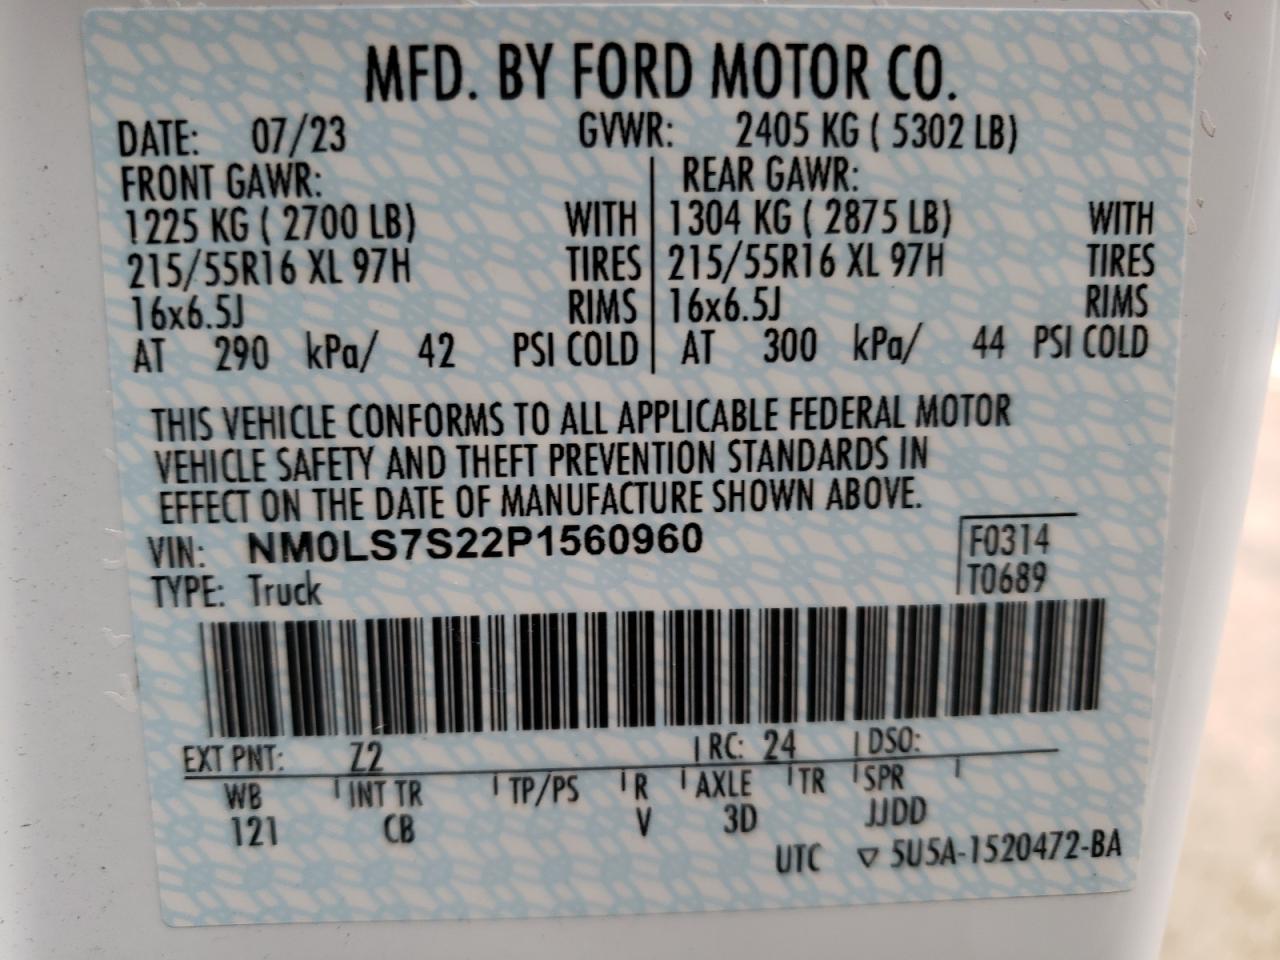 MFD. BY FORD MOTOR CO.
DATE: 07/23 GVWR: 2405 KG ( 5302 LB)
FRONT GAWR: REAR GAWR:
1225 KG ( 2700 LB) WITH 1304 KG ( 2875 LB) WITH
215/55R16 XL 97H TIRES 215/55R16 XL 97H TIRES
16x6.5J RIMS 16x6.5J RIMS
AT 290 kPa/ 42 PSI COLD AT 300 kPa/ 44 PSI COLD
THIS VEHICLE CONFORMS TO ALL APPLICABLE FEDERAL MOTOR
VEHICLE SAFETY AND THEFT PREVENTION STANDARDS IN
EFFECT ON THE DATE OF MANUFACTURE SHOWN ABOVE.
VIN: NM0LS7S22P1560960 F0314
TYPE: Truck T0689
EXT PNT: Z2 RC: 24 DSO:
WB INT TR TP/PS R AXLE TR SPR
121 CB V 3D JJDD
UTC ▽ 5U5A-1520472-BA